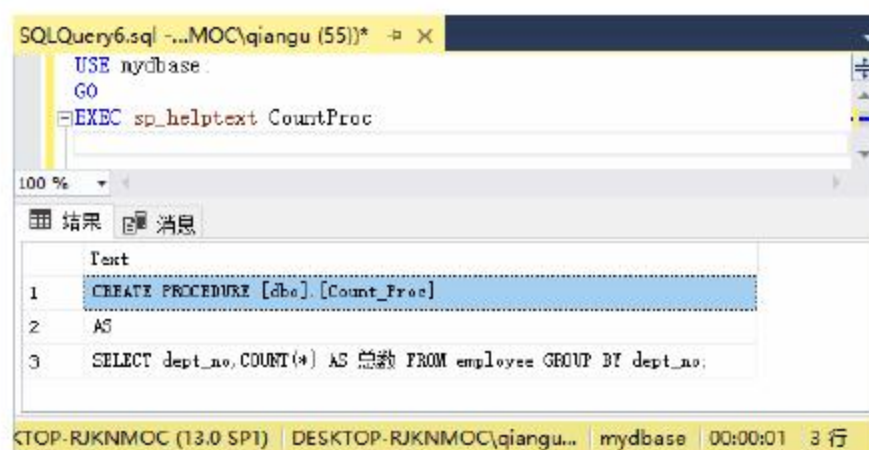 SQLQuery6.sql -...MOC\qiangu (55))*
USE mydbase
GO
EXEC sp_helptext CountProc
100 %
结果 消息
Text
1 CREATE PROCEDURE [dbo].[Count_Proc]
2 AS
3 SELECT dept_no,COUNT(*) AS 总数 FROM employee GROUP BY dept_no;
KTOP-RJKNMOC (13.0 SP1) DESKTOP-RJKNMOC\qiangu... mydbase 00:00:01 3 行